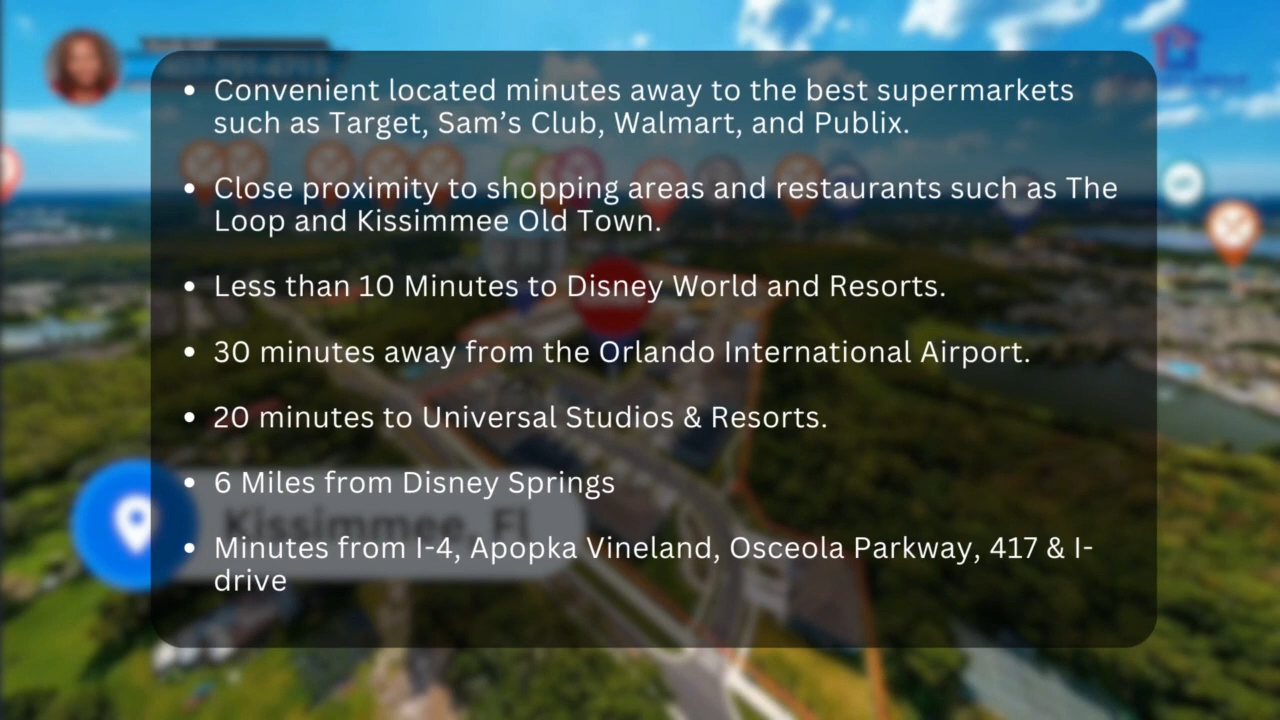 • Convenient located minutes away to the best supermarkets
such as Target, Sam's Club, Walmart, and Publix.
• Close proximity to shopping areas and restaurants such as The
Loop and Kissimmee Old Town.
• Less than 10 Minutes to Disney World and Resorts.
• 30 minutes away from the Orlando International Airport.
• 20 minutes to Universal Studios & Resorts.
• 6 Miles from Disney Springs
Kissimmee, Fl
• Minutes from I-4, Apopka Vineland, Osceola Parkway, 417 & I-
drive